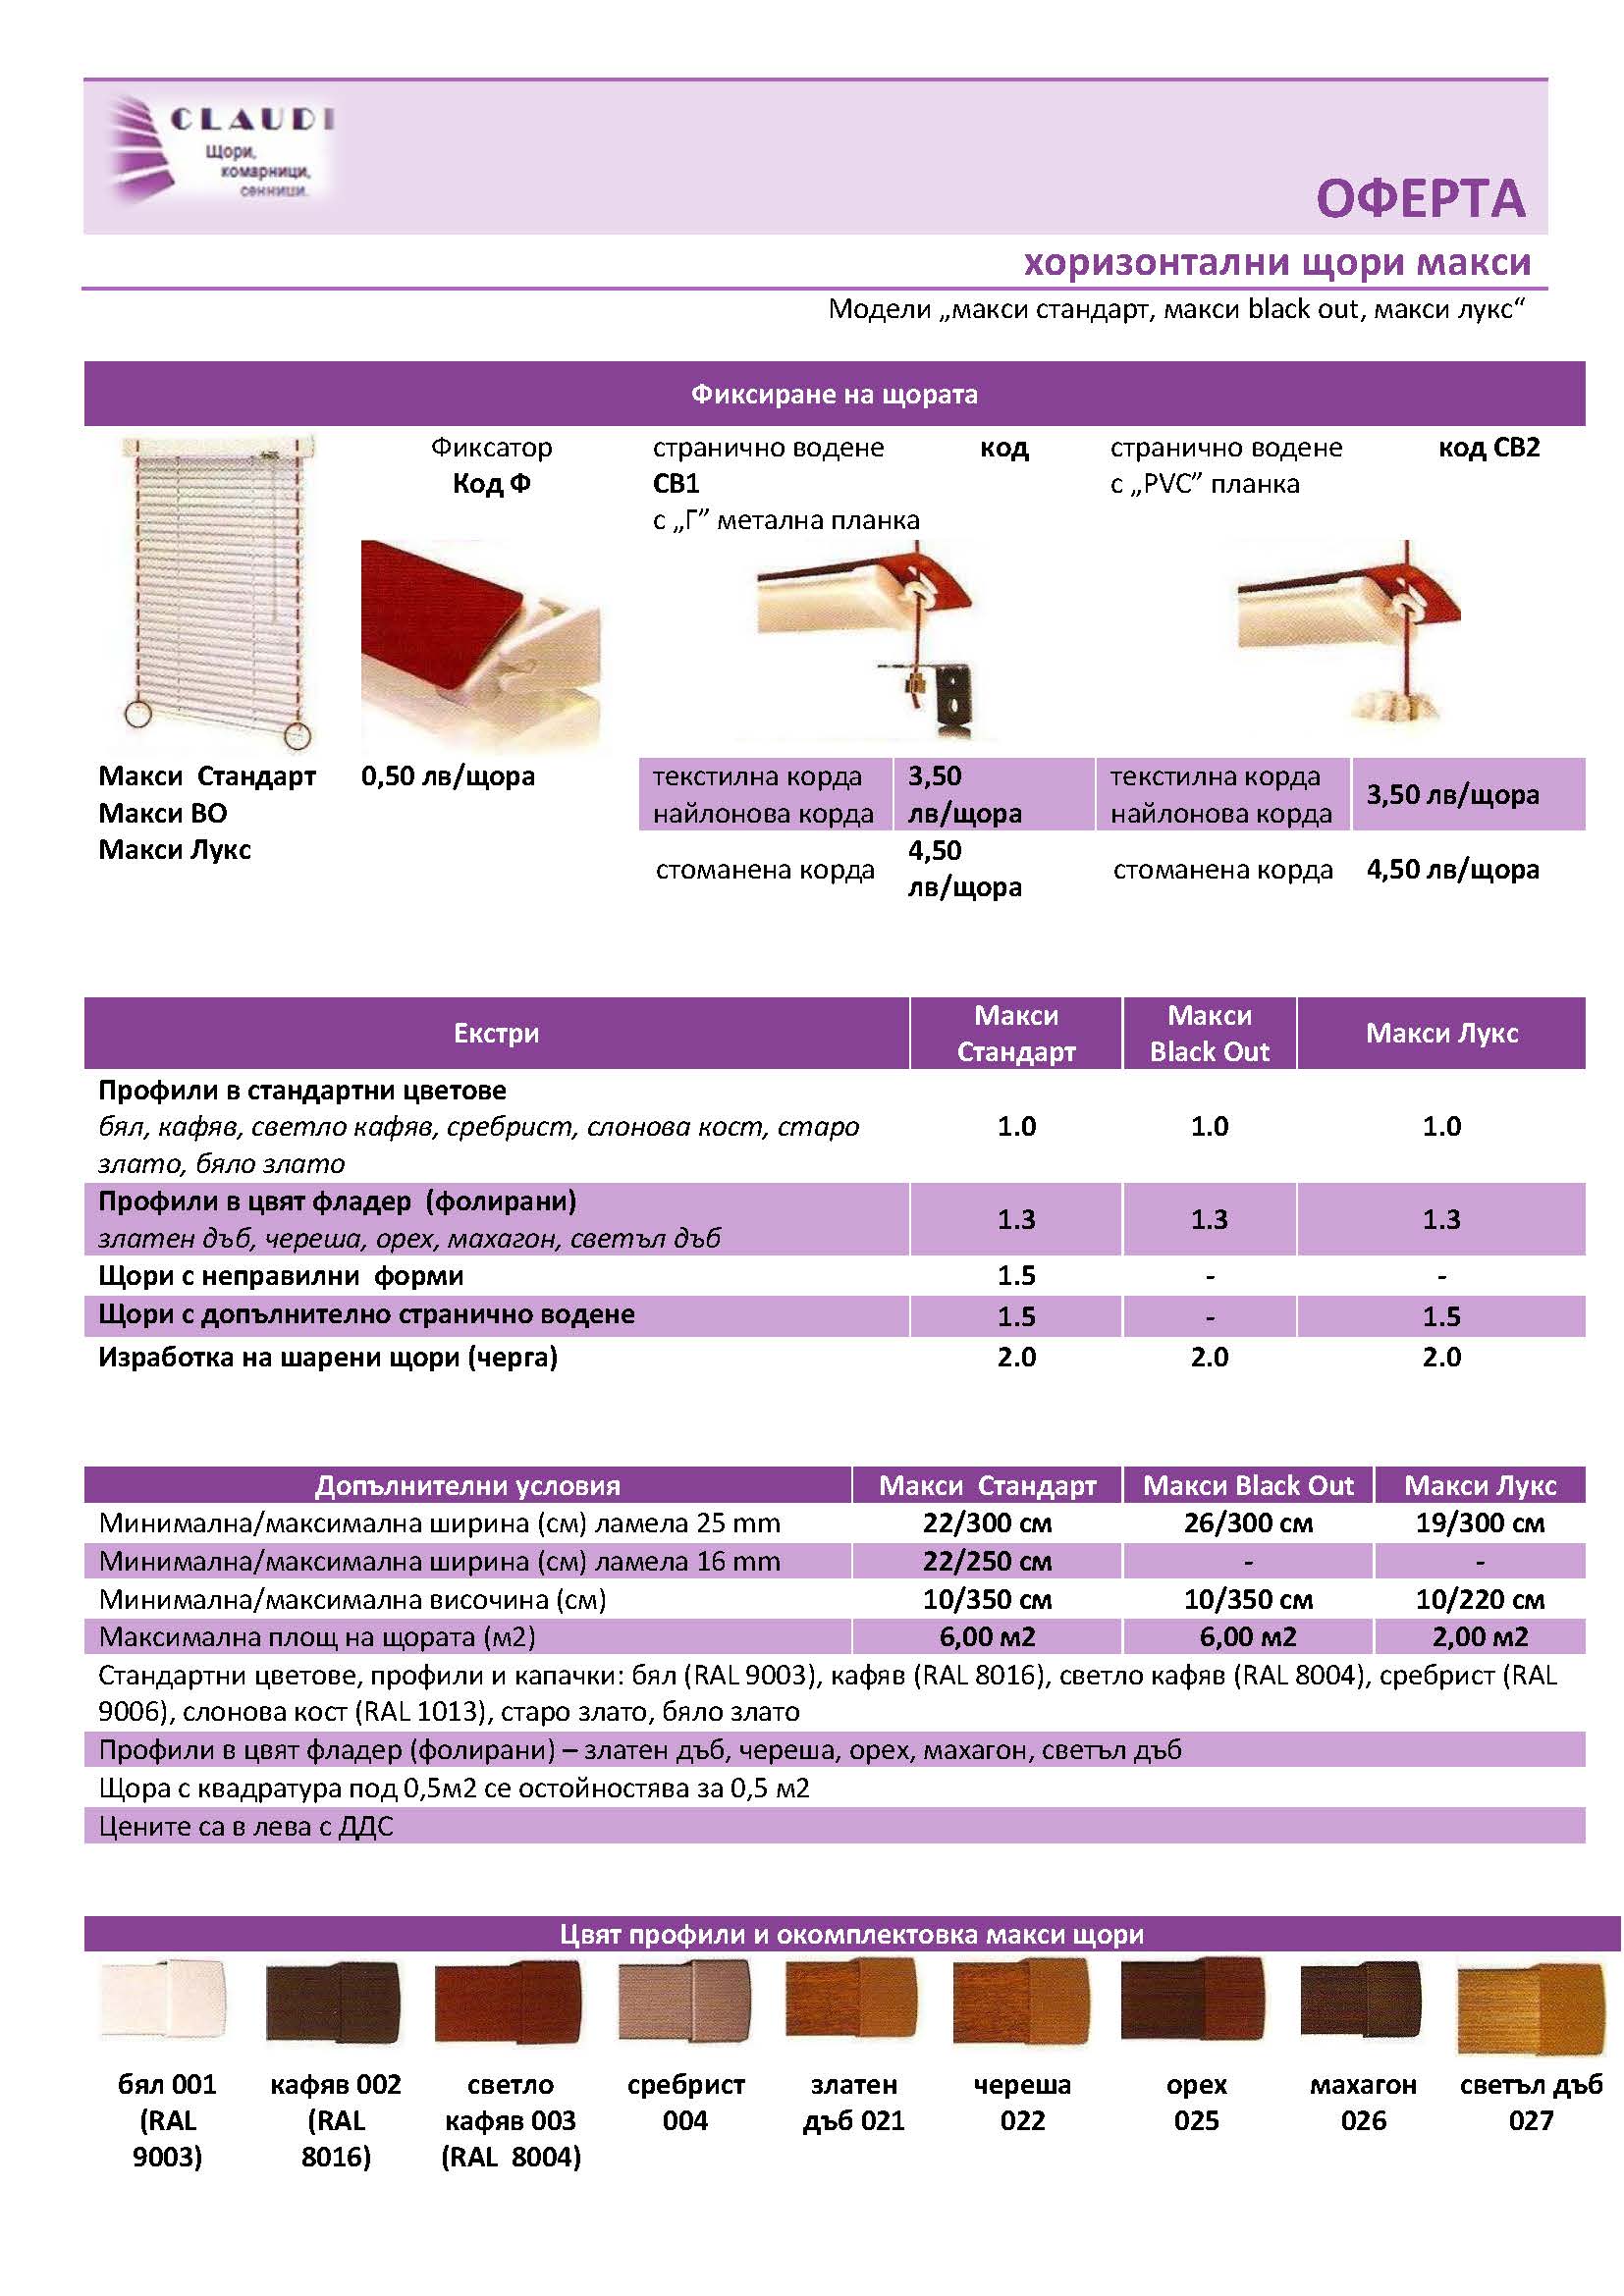 CLAUDI
Щори,
комарници,
сенници.
ОФЕРТА
хоризонтални щори макси
Модели „макси стандарт, макси black out, макси лукс“
Фиксиране на щората
Фиксатор
Код Ф
странично водене код
СВ1
с „Г” метална планка
странично водене код СВ2
с „PVC” планка
Макси Стандарт
Макси ВО
Макси Лукс
0,50 лв/щора
текстилна корда
найлонова корда
3,50
лв/щора
текстилна корда
найлонова корда
3,50 лв/щора
стоманена корда
4,50
лв/щора
стоманена корда
4,50 лв/щора
Екстри
Макси
Стандарт
Макси
Black Out
Макси Лукс
Профили в стандартни цветове
бял, кафяв, светло кафяв, сребрист, слонова кост, старо
злато, бяло злато
1.0 1.0 1.0
Профили в цвят фладер (фолирани)
златен дъб, череша, орех, махагон, светъл дъб
1.3 1.3 1.3
Щори с неправилни форми 1.5 - -
Щори с допълнително странично водене 1.5 - 1.5
Изработка на шарени щори (черга) 2.0 2.0 2.0
Допълнителни условия Макси Стандарт Макси Black Out Макси Лукс
Минимална/максимална ширина (см) ламела 25 mm 22/300 см 26/300 см 19/300 см
Минимална/максимална ширина (см) ламела 16 mm 22/250 см - -
Минимална/максимална височина (см) 10/350 см 10/350 см 10/220 см
Максимална площ на щората (м2) 6,00 м2 6,00 м2 2,00 м2
Стандартни цветове, профили и капачки: бял (RAL 9003), кафяв (RAL 8016), светло кафяв (RAL 8004), сребрист (RAL
9006), слонова кост (RAL 1013), старо злато, бяло злато
Профили в цвят фладер (фолирани) – златен дъб, череша, орех, махагон, светъл дъб
Щора с квадратура под 0,5м2 се остойностява за 0,5 м2
Цените са в лева с ДДС
Цвят профили и окомплектовка макси щори
бял 001
(RAL
9003)
кафяв 002
(RAL
8016)
светло
кафяв 003
(RAL 8004)
сребрист
004
златен
дъб 021
череша
022
орех
025
махагон
026
светъл дъб
027